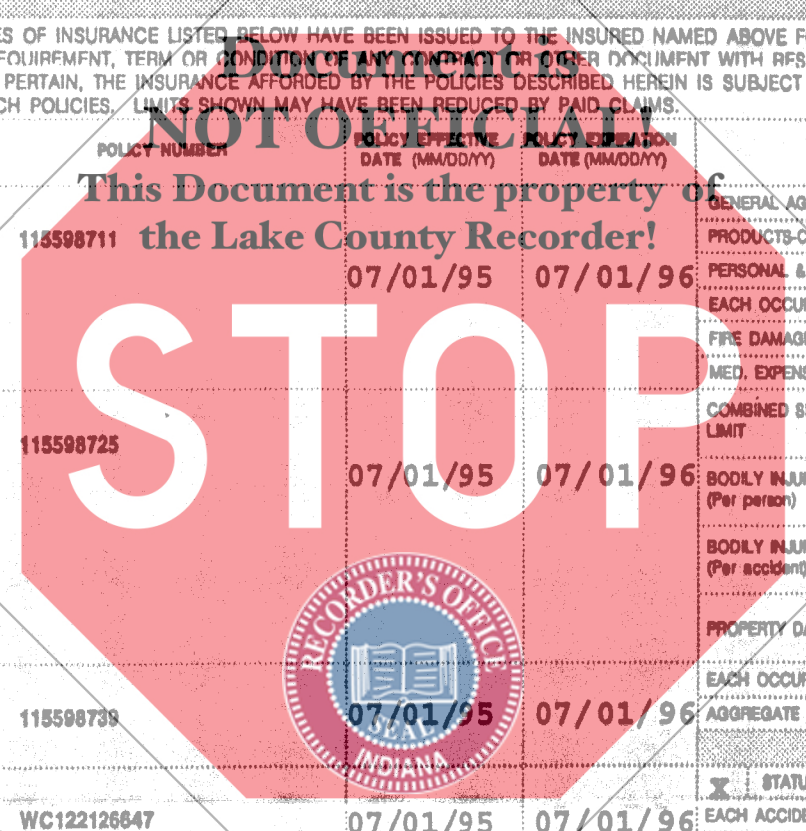 ES OF INSURANCE LISTED BELOW HAVE BEEN ISSUED TO THE INSURED NAMED ABOVE F
EQUIREMENT, TERM OR CONDITION OF ANY CONTRACT OR OTHER DOCUMENT WITH RES
PERTAIN, THE INSURANCE AFFORDED BY THE POLICIES DESCRIBED HEREIN IS SUBJECT
CH POLICIES. LIMITS SHOWN MAY HAVE BEEN REDUCED BY PAID CLAIMS.
Document is
NOT OFFICIAL!
This Document is the property of
the Lake County Recorder!
POLICY NUMBER
POLICY EFFECTIVE
DATE (MM/DD/YY)
POLICY EXPIRATION
DATE (MM/DD/YY)
GENERAL AG
115598711
PRODUCTS-C
07/01/95 07/01/96 PERSONAL &
EACH OCCU
FIRE DAMAG
MED. EXPENS
STOP
COMBINED S
LIMIT
115598725
07/01/95 07/01/96 BODILY INJU
(Per person)
BODILY INJU
(Per accident)
PROPERTY DA
RECORDER'S OFFICE
SEAL
INDIANA
EACH OCCUR
115598739 07/01/95 07/01/96 AGGREGATE
X STATU
WC122126647 07/01/95 07/01/96 EACH ACCIDE